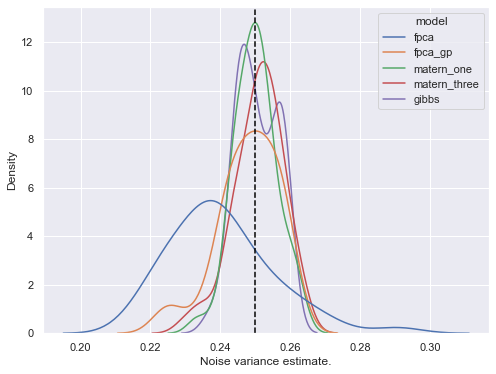 model
fpca
fpca_gp
matern_one
matern_three
gibbs
Density
12
10
8
6
4
2
0
0.20 0.22 0.24 0.26 0.28 0.30
Noise variance estimate.